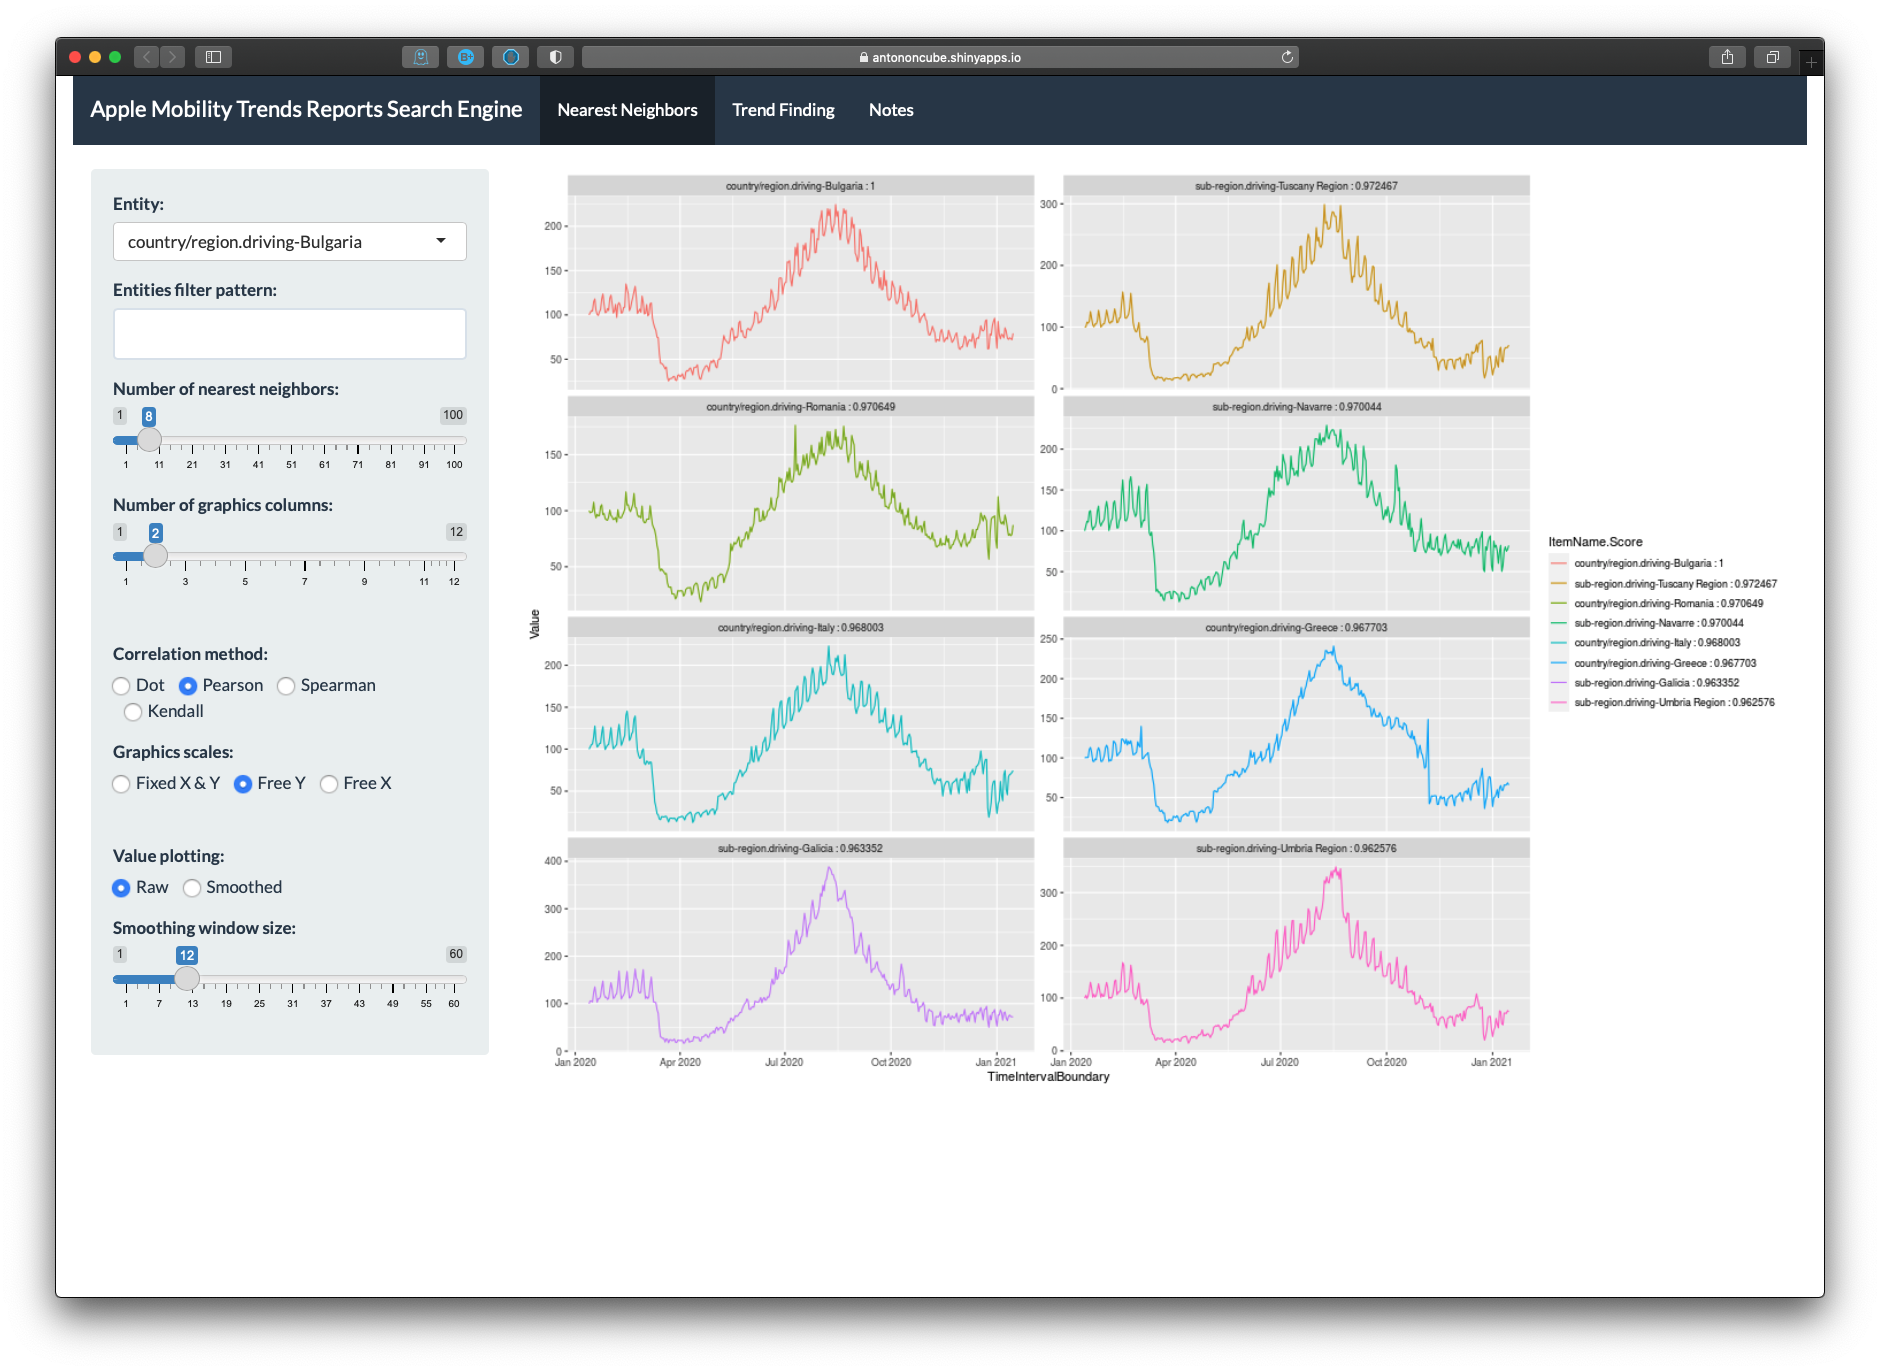 antononcube.shinyapps.io
Apple Mobility Trends Reports Search Engine
Nearest Neighbors
Trend Finding
Notes
Entity:
country/region.driving-Bulgaria
Entities filter pattern:
Number of nearest neighbors:
1 8 100
1 11 21 31 41 51 61 71 81 91 100
Number of graphics columns:
1 2 12
1 3 5 7 9 11 12
Correlation method:
Dot Pearson Spearman
Kendall
Graphics scales:
Fixed X & Y Free Y Free X
Value plotting:
Raw Smoothed
Smoothing window size:
1 12 60
1 7 13 19 25 31 37 43 49 55 60
Value
country/region.driving-Bulgaria : 1
200
150
100
50
sub-region.driving-Tuscany Region : 0.972467
300
200
100
0
country/region.driving-Romania : 0.970649
150
100
50
sub-region.driving-Navarre : 0.970044
200
150
100
50
country/region.driving-Italy : 0.968003
200
150
100
50
country/region.driving-Greece : 0.967703
250
200
150
100
50
sub-region.driving-Galicia : 0.963352
400
300
200
100
0
sub-region.driving-Umbria Region : 0.962576
300
200
100
0
Jan 2020 Apr 2020 Jul 2020 Oct 2020 Jan 2021
Jan 2020 Apr 2020 Jul 2020 Oct 2020 Jan 2021
TimeIntervalBoundary
ItemName.Score
country/region.driving-Bulgaria : 1
sub-region.driving-Tuscany Region : 0.972467
country/region.driving-Romania : 0.970649
sub-region.driving-Navarre : 0.970044
country/region.driving-Italy : 0.968003
country/region.driving-Greece : 0.967703
sub-region.driving-Galicia : 0.963352
sub-region.driving-Umbria Region : 0.962576